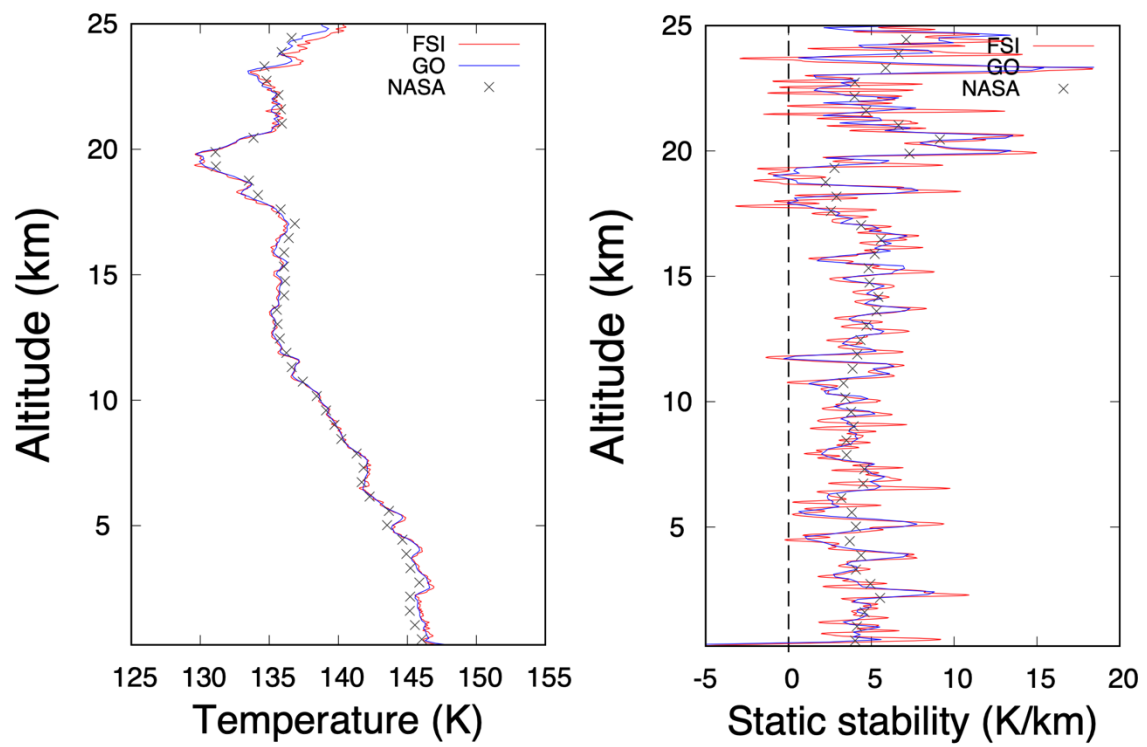 25
20
15
10
5
Altitude (km)
FSI
GO
NASA
125 130 135 140 145 150 155
Temperature (K)
25
20
15
10
5
Altitude (km)
FSI
GO
NASA
-5 0 5 10 15 20
Static stability (K/km)